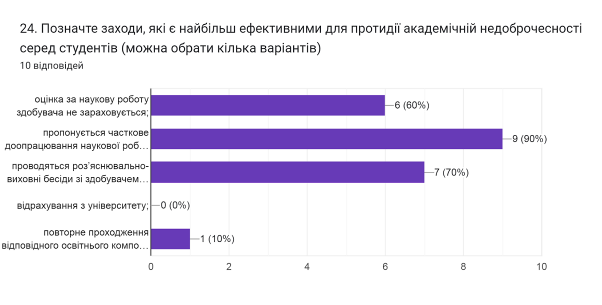 24. Позначте заходи, які є найбільш ефективними для протидії академічній недоброчесності
серед студентів (можна обрати кілька варіантів)
10 відповідей
оцінка за наукову роботу
здобувача не зараховується;
6 (60%)
пропонується часткове
доопрацювання наукової роб…
9 (90%)
проводяться роз’яснювально-
виховні бесіди зі здобувачем…
7 (70%)
відрахування з університету;
0 (0%)
повторне проходження
відповідного освітнього компо…
1 (10%)
0 2 4 6 8 10